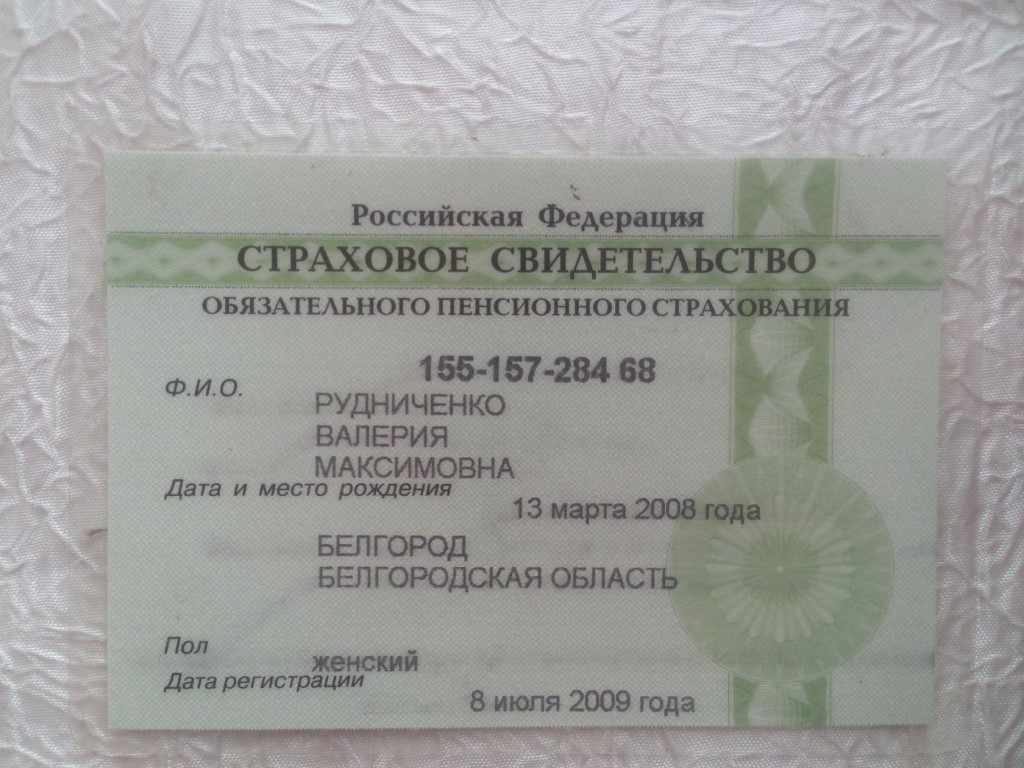 Российская Федерация
СТРАХОВОЕ СВИДЕТЕЛЬСТВО
ОБЯЗАТЕЛЬНОГО ПЕНСИОННОГО СТРАХОВАНИЯ
155-157-284 68
Ф.И.О.
РУДНИЧЕНКО
ВАЛЕРИЯ
МАКСИМОВНА
Дата и место рождения
13 марта 2008 года
БЕЛГОРОД
БЕЛГОРОДСКАЯ ОБЛАСТЬ
Пол
женский
Дата регистрации
8 июля 2009 года